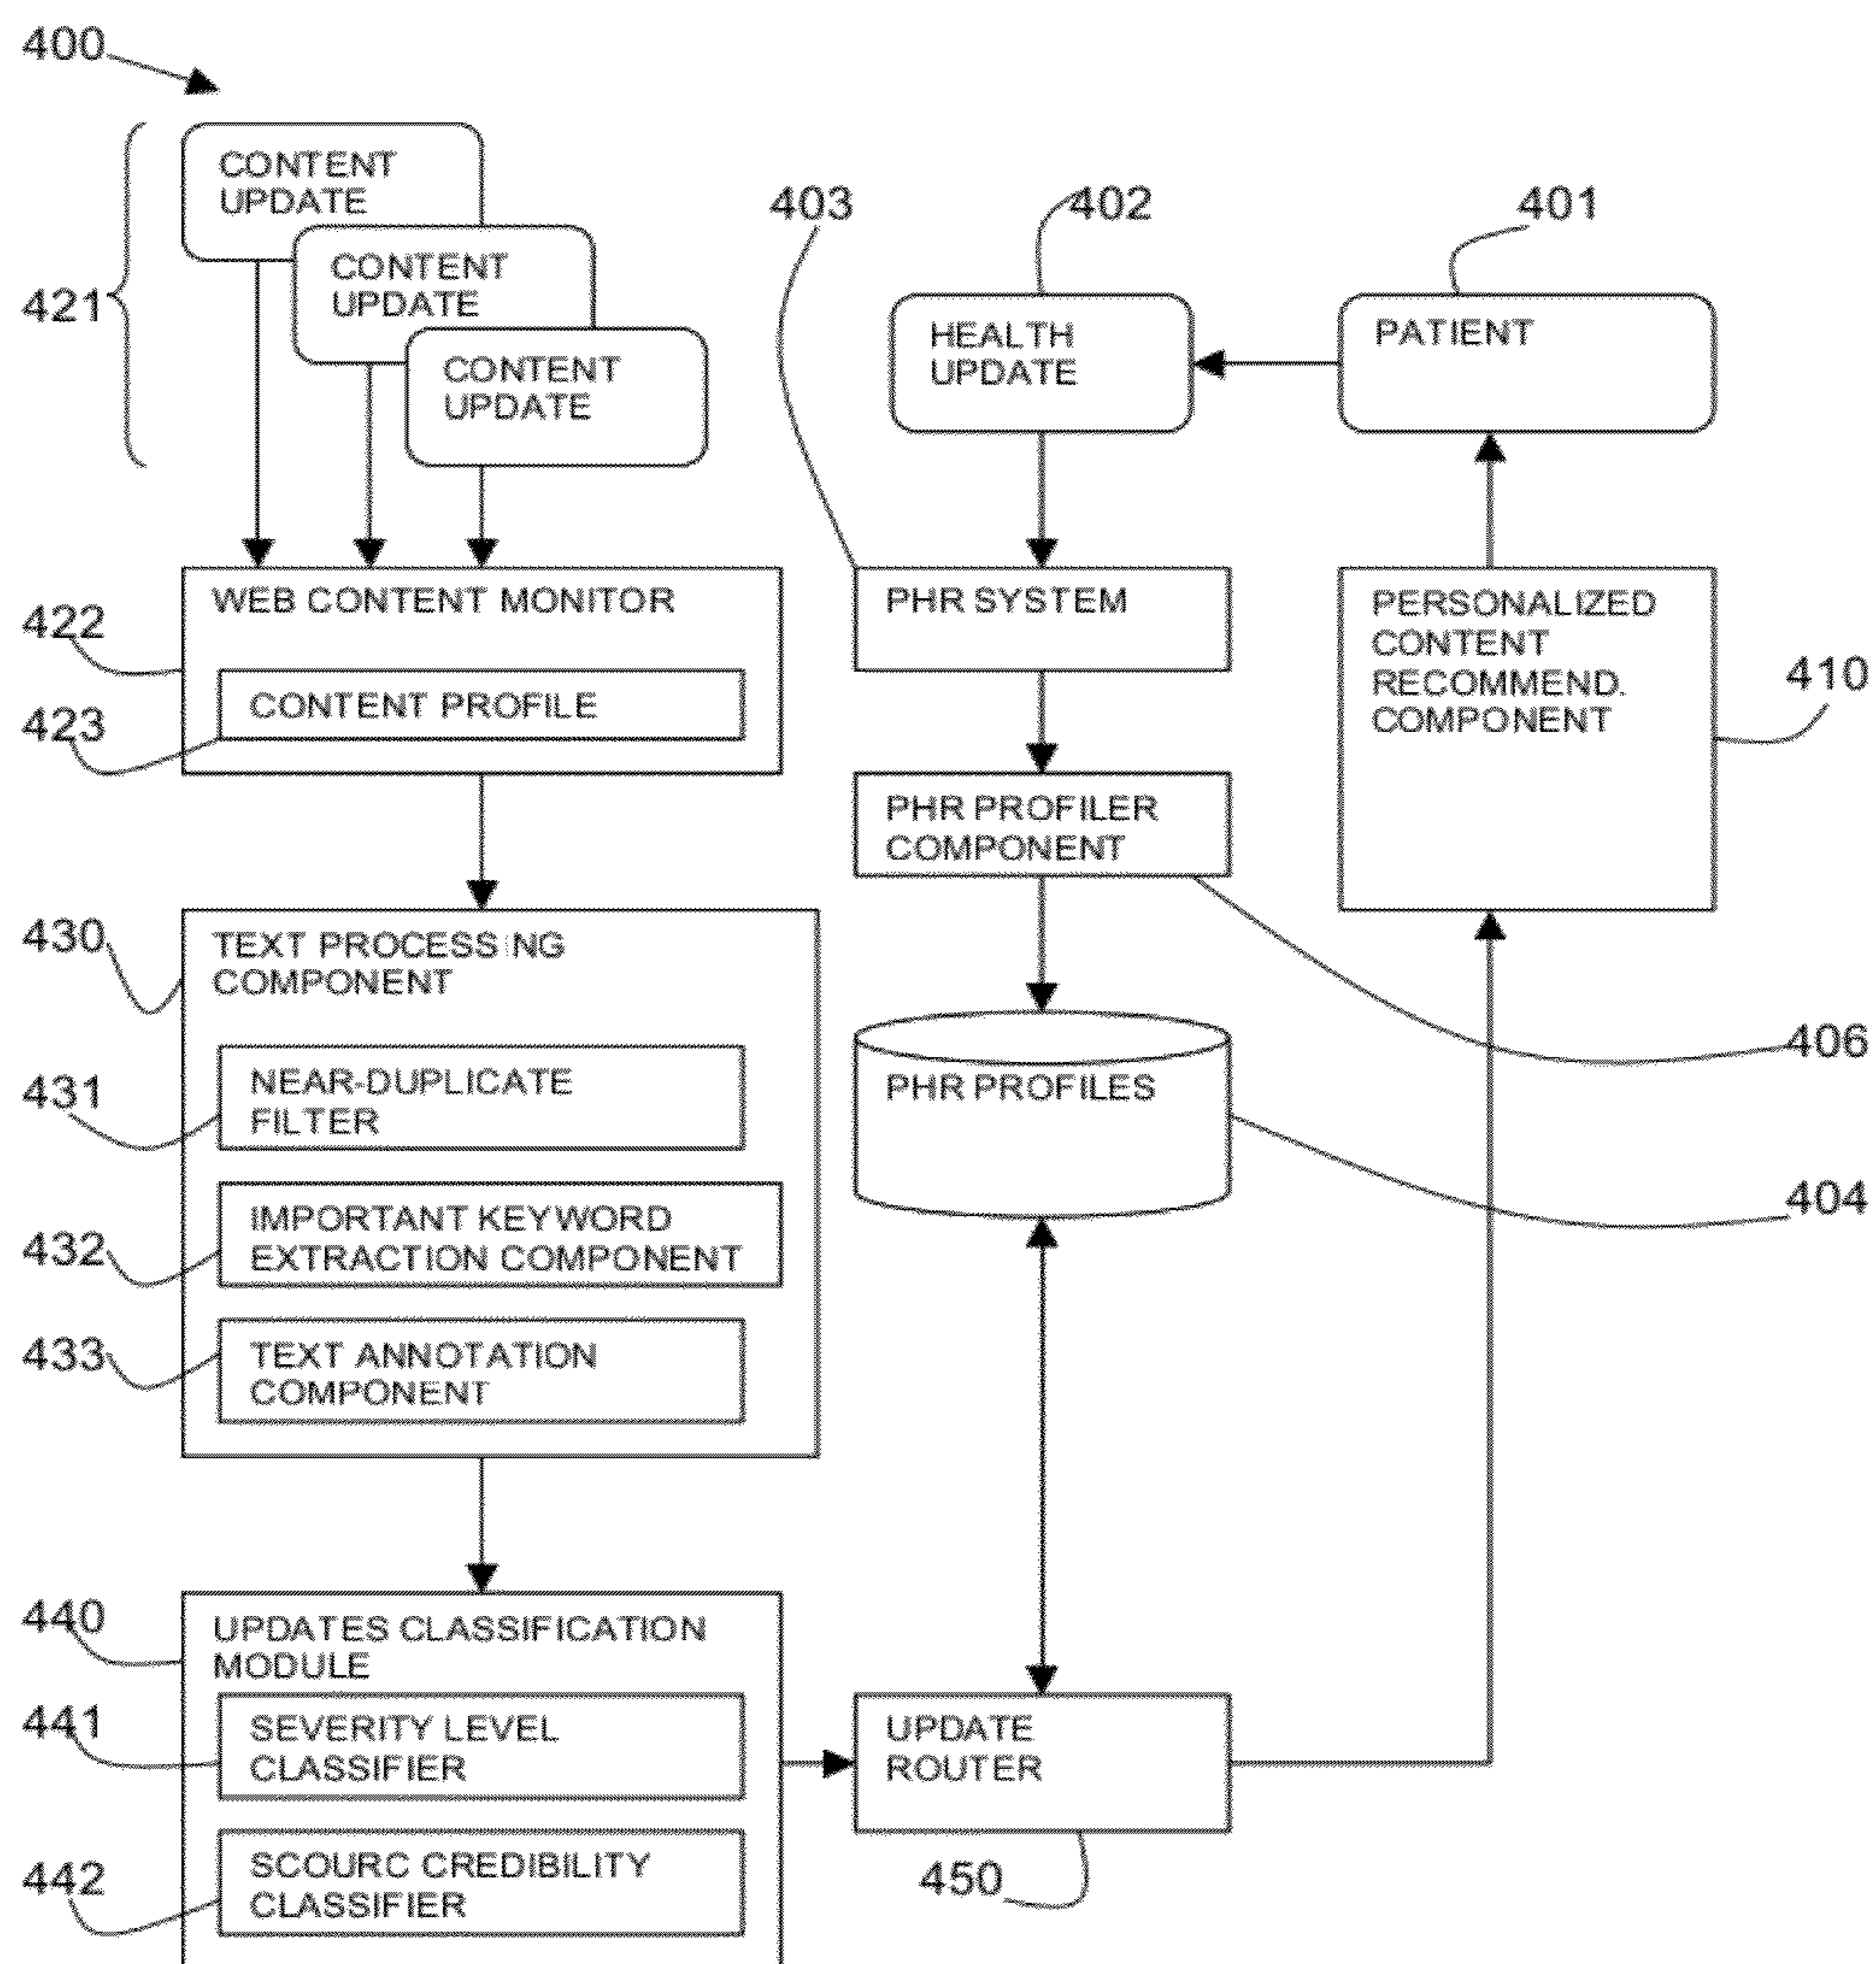 400
CONTENT
UPDATE
CONTENT
UPDATE
CONTENT
UPDATE
421
403
402
401
HEALTH
UPDATE
PATIENT
WEB CONTENT MONITOR
422
CONTENT PROFILE
423
PHR SYSTEM
PERSONALIZED
CONTENT
RECOMMEND.
COMPONENT
410
PHR PROFILER
COMPONENT
406
430
TEXT PROCESSING
COMPONENT
431
NEAR-DUPLICATE
FILTER
432
IMPORTANT KEYWORD
EXTRACTION COMPONENT
433
TEXT ANNOTATION
COMPONENT
PHR PROFILES
404
440
UPDATES CLASSIFICATION
MODULE
441
SEVERITY LEVEL
CLASSIFIER
442
SCOURC CREDIBILITY
CLASSIFIER
UPDATE
ROUTER
450